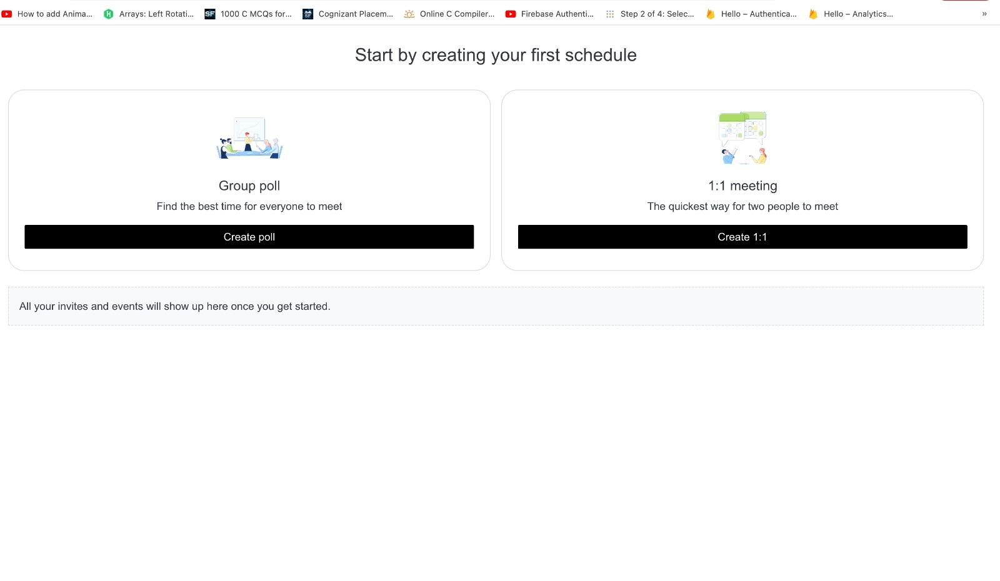 How to add Anima... Arrays: Left Rotati... SF 1000 C MCQs for... SF Cognizant Placem... Online C Compiler... Firebase Authenti... Step 2 of 4: Selec... Hello – Authentica... Hello – Analytics... »
Start by creating your first schedule
Group poll
Find the best time for everyone to meet
Create poll
1:1 meeting
The quickest way for two people to meet
Create 1:1
All your invites and events will show up here once you get started.